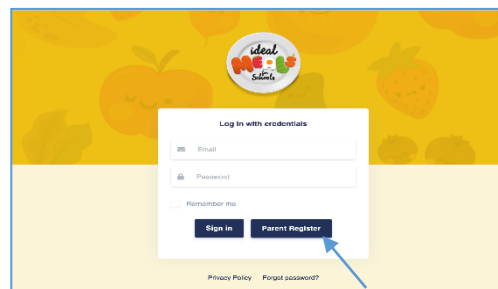 ideal
MEALS
for
Schools
Log in with credentials
Email
Password
Remember me
Sign in Parent Register
Privacy Policy Forgot password?